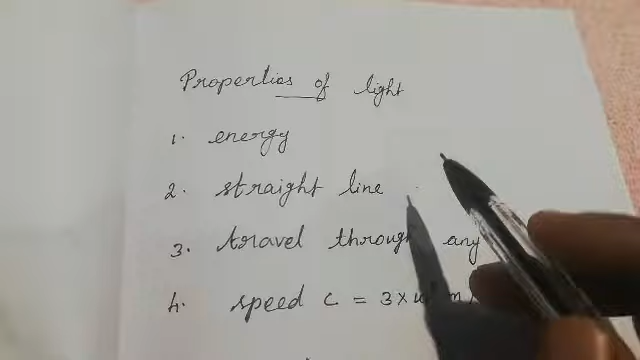 Properties of light
1. energy
2. straight line
3. travel through any
4. speed c = 3 ×